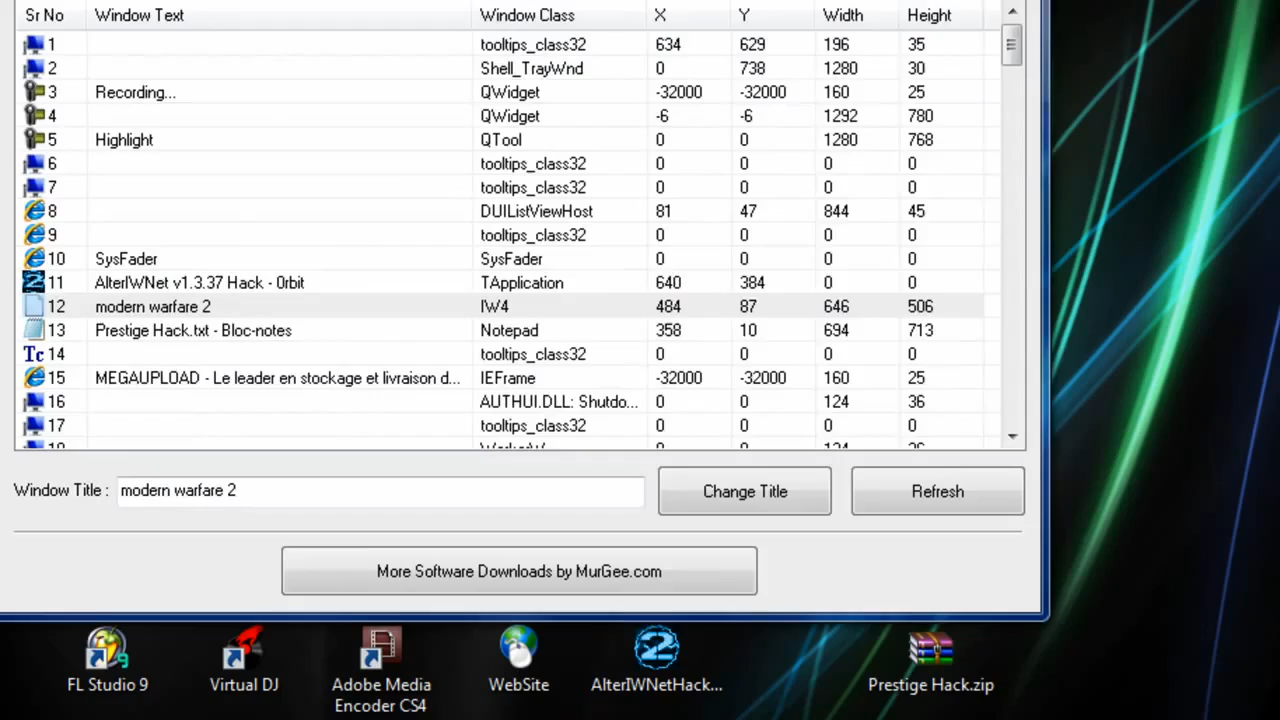 Sr No Window Text Window Class X Y Width Height
1 tooltips_class32 634 629 196 35
2 Shell_TrayWnd 0 738 1280 30
3 Recording... QWidget -32000 -32000 160 25
4 QWidget -6 -6 1292 780
5 Highlight QTool 0 0 1280 768
6 tooltips_class32 0 0 0 0
7 tooltips_class32 0 0 0 0
8 DUIListViewHost 81 47 844 45
9 tooltips_class32 0 0 0 0
10 SysFader SysFader 0 0 0 0
11 AlterIWNet v1.3.37 Hack - 0rbit TApplication 640 384 0 0
12 modern warfare 2 IW4 484 87 646 506
13 Prestige Hack.txt - Bloc-notes Notepad 358 10 694 713
Tc 14 tooltips_class32 0 0 0 0
15 MEGAUPLOAD - Le leader en stockage et livraison d... IEFrame -32000 -32000 160 25
16 AUTHUI.DLL: Shutdo... 0 0 124 36
17 tooltips_class32 0 0 0 0
Window Title : modern warfare 2 Change Title Refresh
More Software Downloads by MurGee.com
FL Studio 9 Virtual DJ Adobe Media Encoder CS4 WebSite AlterIWNetHack... Prestige Hack.zip